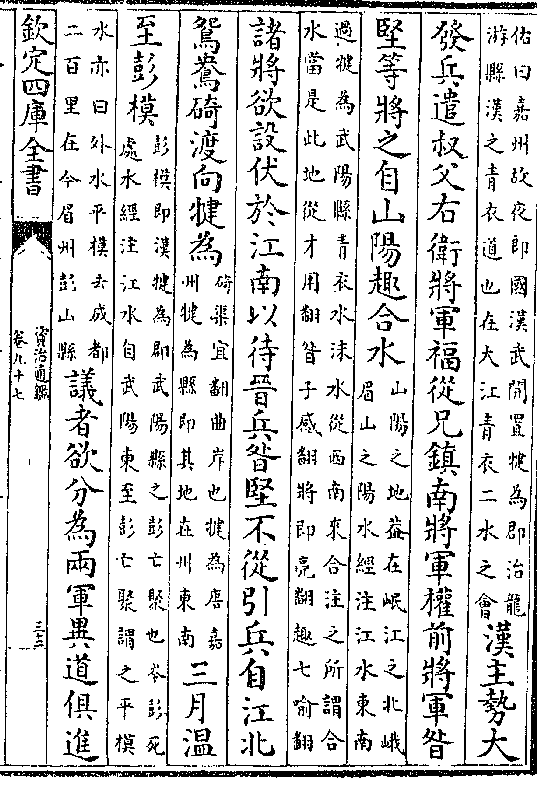 佑曰嘉州故夜郎國漢武開置犍為郡治龍
游縣漢之青衣道也在大江青衣二水之會
漢主勢大
發兵遣叔父右衛將軍福從兄鎮南將軍權前將軍昝
堅等將之自山陽趣合水
山陽之地葢在岷江之北峨
眉山之陽水經注江水東南
過犍為武陽縣青衣水沫水從西南來合注之所謂合
水當是此地從才用翻昝子感翻將即亮翻趣七喻翻
諸將欲設伏於江南以待晉兵昝堅不從引兵自江北
鴛鴦碕渡向犍為
碕渠宜翻曲岸也犍為唐嘉
州犍為縣即其地在州東南
三月温
至彭模
彭模即漢犍為郡武陽縣之彭亡聚也岑彭死
處水經注江水自武陽東至彭亡聚謂之平模
水亦曰外水平模去成都
二百里在今眉州彭山縣
議者欲分為兩軍異道俱進
欽定四庫全書
資治通鑑
卷九十七